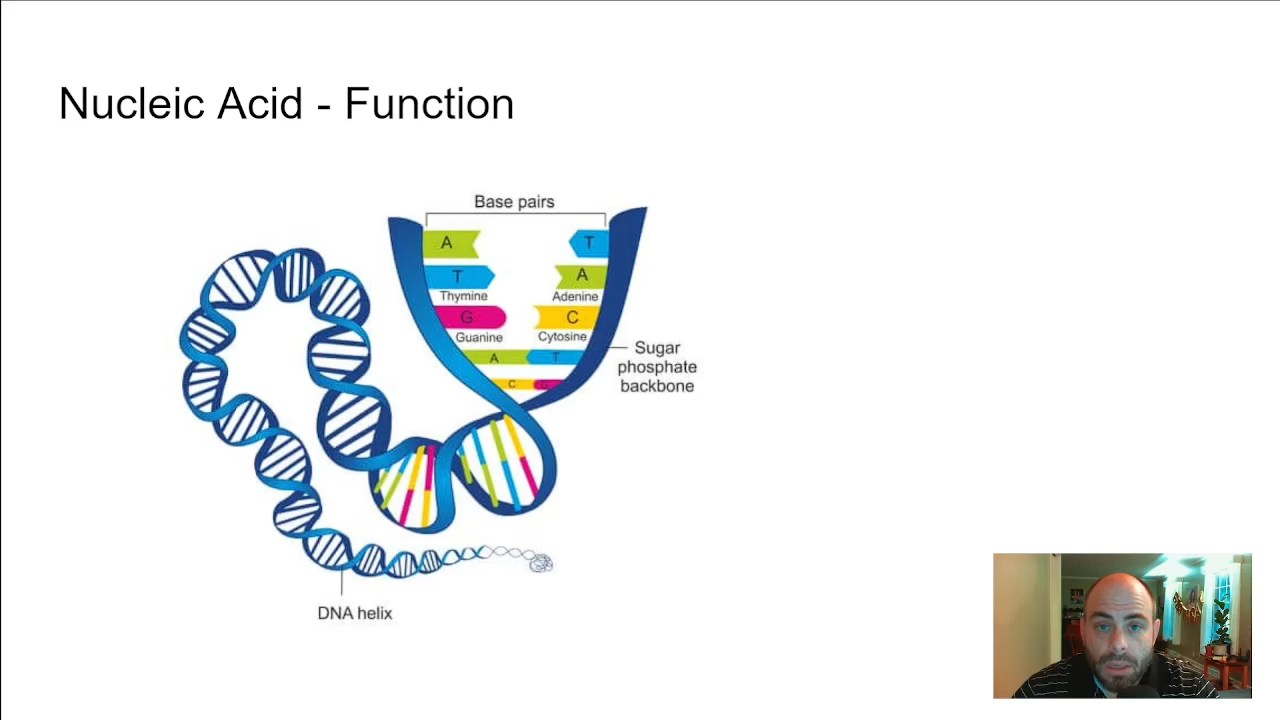 Nucleic Acid - Function
Base pairs
A T
T A
Thymine Adenine
G C
Guanine Cytosine
A T
C G
Sugar
phosphate
backbone
DNA helix